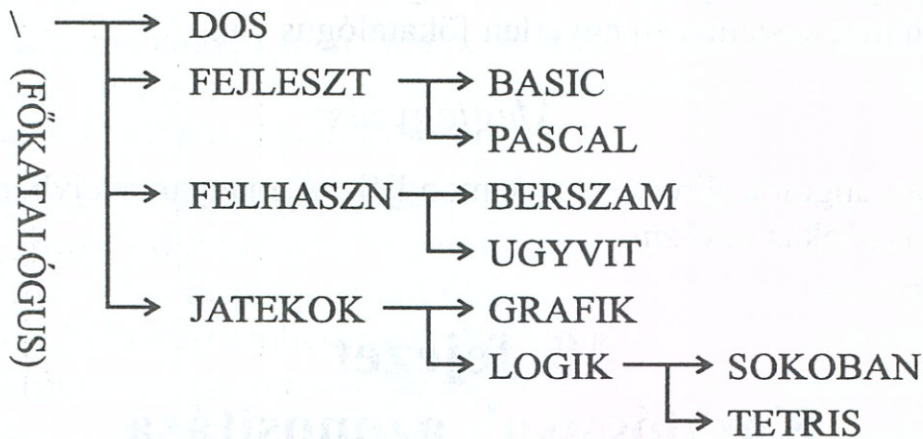 \ DOS
(FŐKATALÓGUS)
FEJLESZT BASIC
PASCAL
FELHASZN BERSZAM
UGYVIT
JATEKOK GRAFIK
LOGIK SOKOBAN
TETRIS